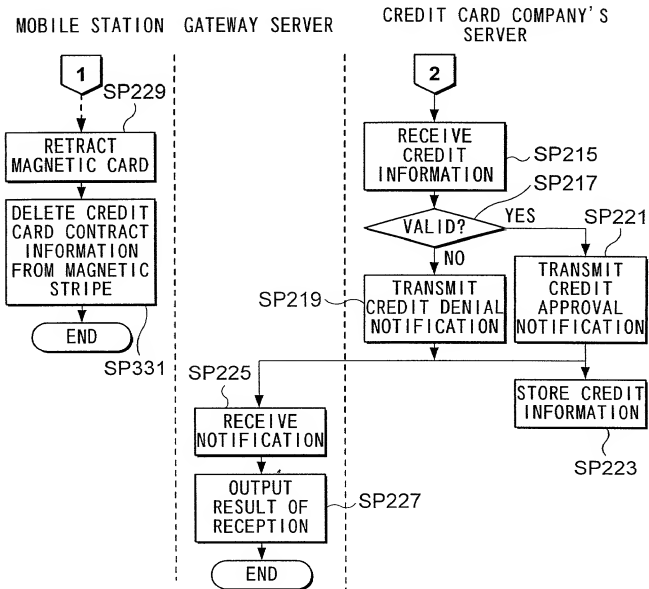 MOBILE STATION
GATEWAY SERVER
CREDIT CARD COMPANY'S
SERVER
1
SP229
RETRACT
MAGNETIC CARD
DELETE CREDIT
CARD CONTRACT
INFORMATION
FROM MAGNETIC
STRIPE
END
SP331
2
RECEIVE
CREDIT
INFORMATION
SP215
SP217
VALID?
YES
NO
SP221
SP219
TRANSMIT
CREDIT DENIAL
NOTIFICATION
TRANSMIT
CREDIT
APPROVAL
NOTIFICATION
SP225
RECEIVE
NOTIFICATION
STORE CREDIT
INFORMATION
SP223
OUTPUT
RESULT OF
RECEPTION
SP227
END